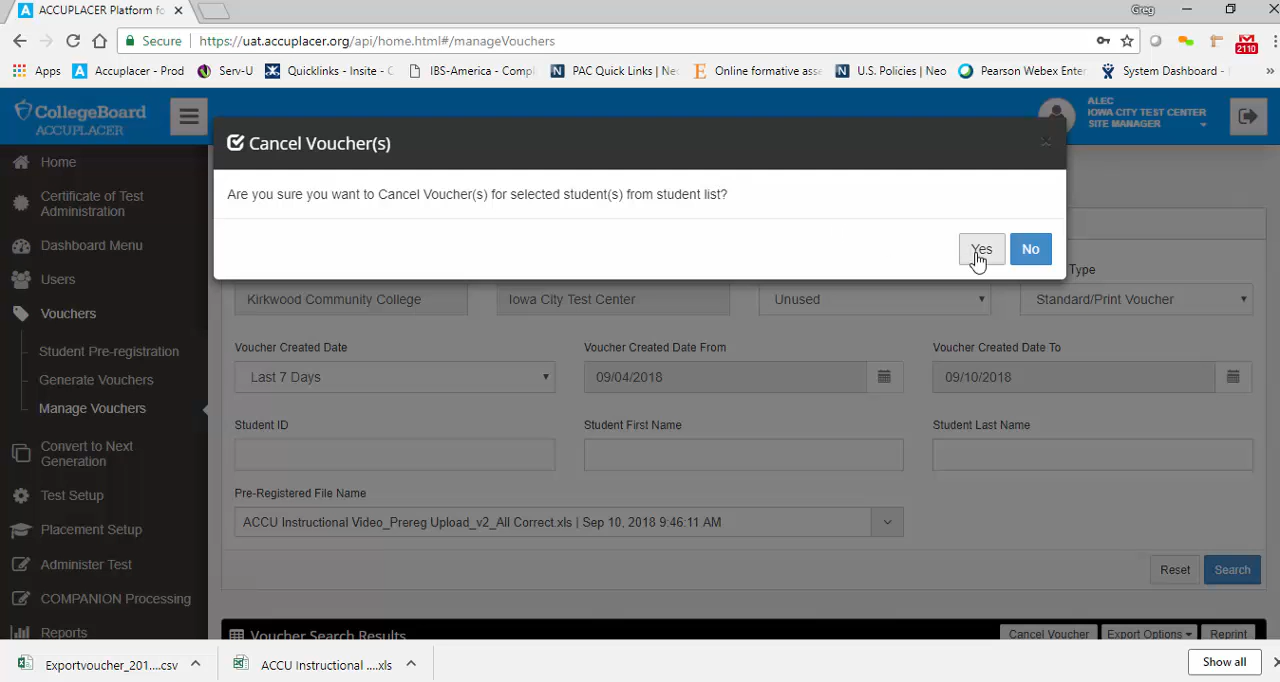 ACCUPLACER Platform fo
Greg
Secure
https://uat.accuplacer.org/api/home.html#/manageVouchers
2110
Apps
Accuplacer - Prod
Serv-U
Quicklinks - Insite - C
IBS-America - Compl
PAC Quick Links | Ne
Online formative asse
U.S. Policies | Neo
Pearson Webex Enter
System Dashboard -
»
CollegeBoard
ACCUPLACER
ALEC
IOWA CITY TEST CENTER
SITE MANAGER
Cancel Voucher(s)
Are you sure you want to Cancel Voucher(s) for selected student(s) from student list?
Yes
No
Home
Certificate of Test
Administration
Dashboard Menu
Users
Vouchers
Student Pre-registration
Generate Vouchers
Manage Vouchers
Convert to Next
Generation
Test Setup
Placement Setup
Administer Test
COMPANION Processing
Reports
Type
Kirkwood Community College
Iowa City Test Center
Unused
Standard/Print Voucher
Voucher Created Date
Voucher Created Date From
Voucher Created Date To
Last 7 Days
09/04/2018
09/10/2018
Student ID
Student First Name
Student Last Name
Pre-Registered File Name
ACCU Instructional Video_Prereg Upload_v2_All Correct.xls | Sep 10, 2018 9:46:11 AM
Reset
Search
Voucher Search Results
Cancel Voucher
Export Options
Reprint
Exportvoucher_201....csv
ACCU Instructional ....xls
Show all